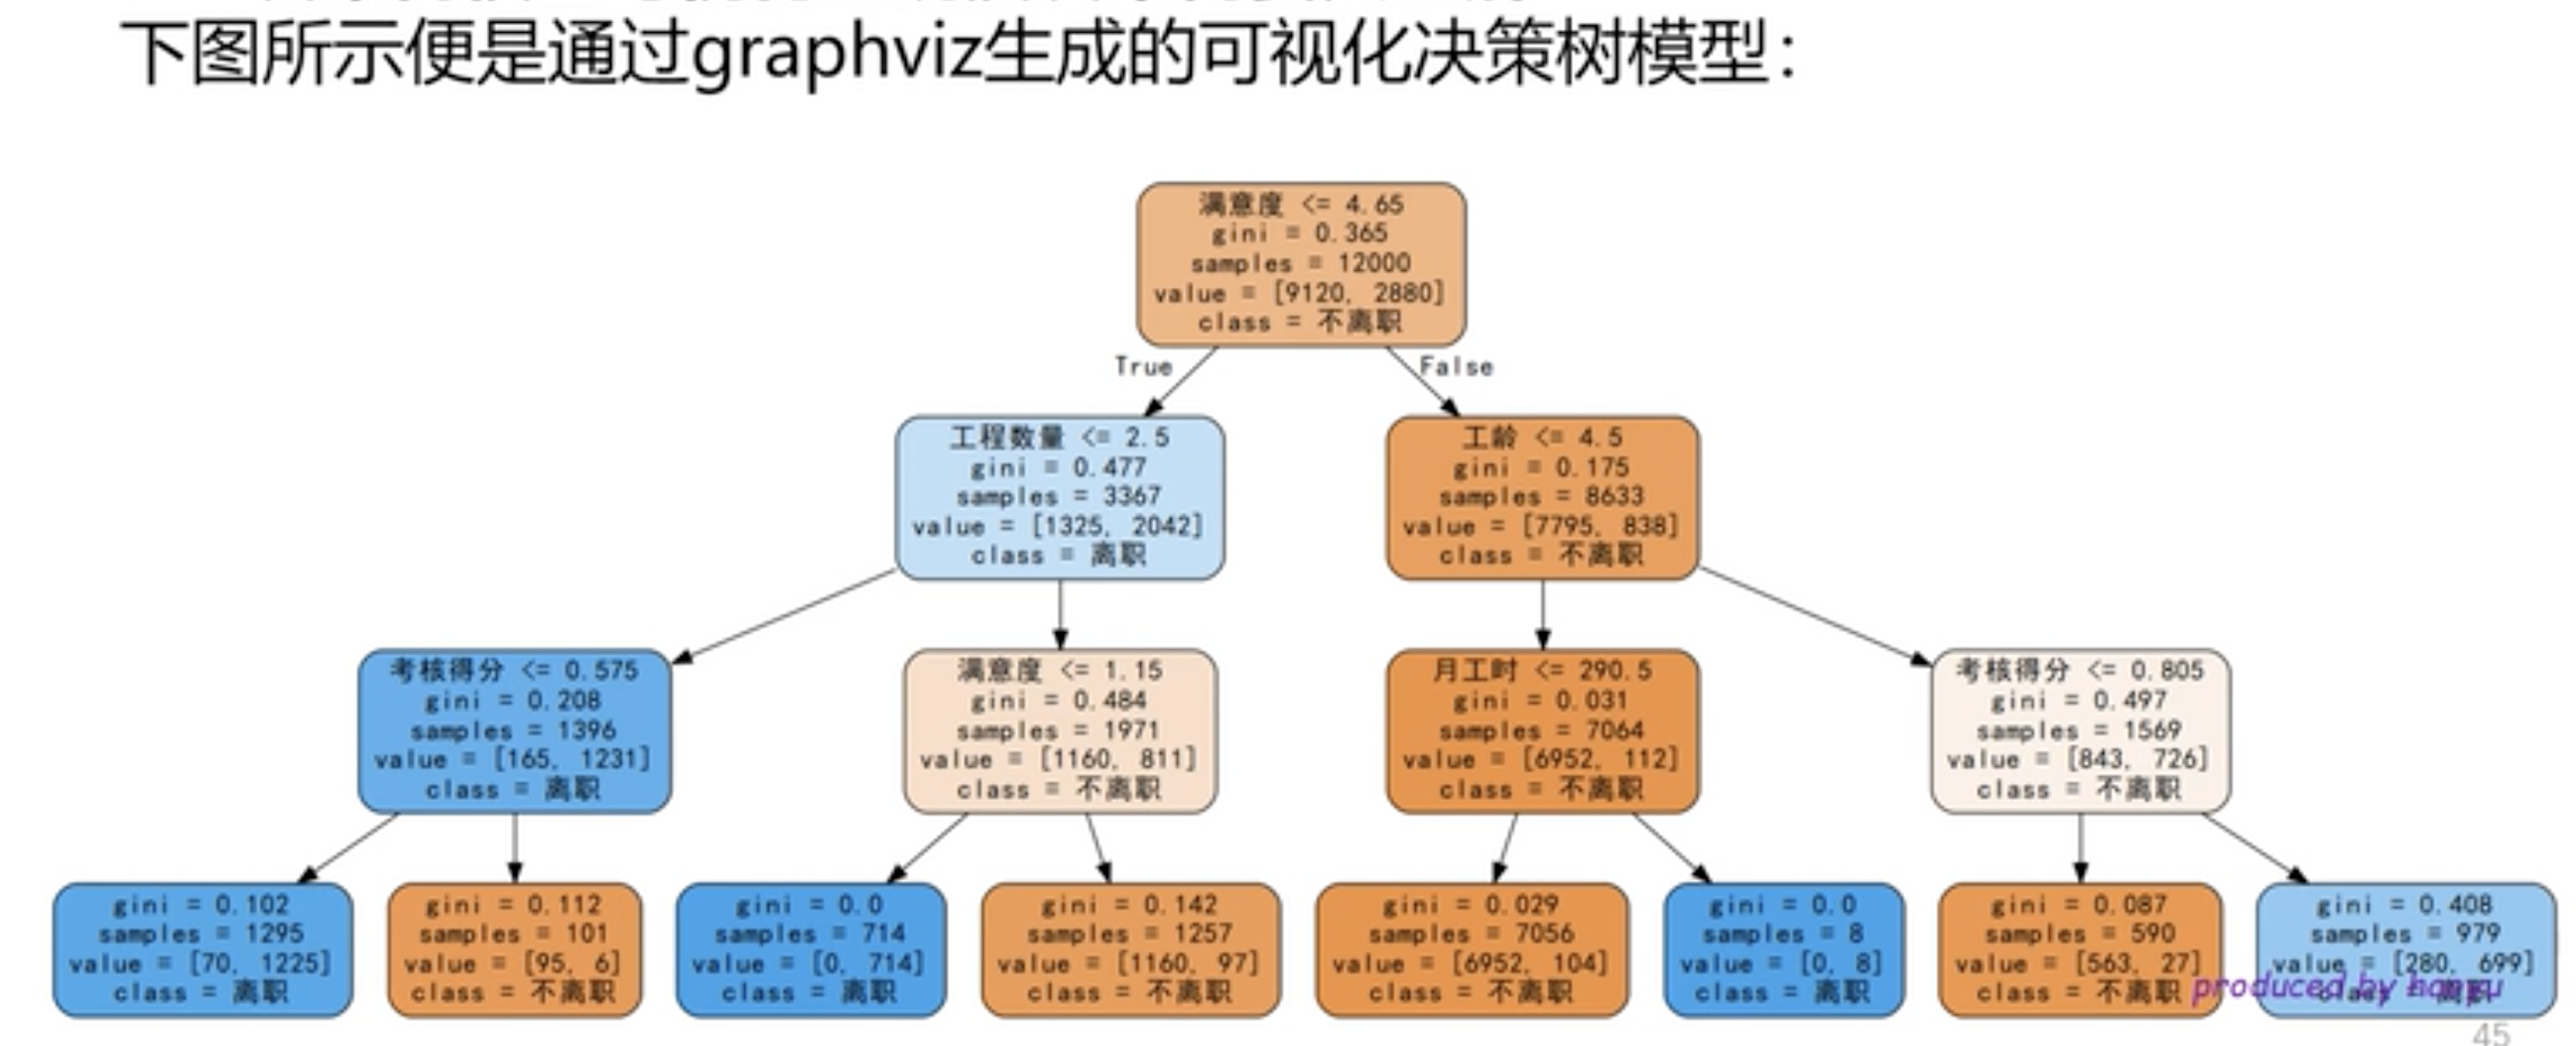 下图所示便是通过graphviz生成的可视化决策树模型：
满意度 <= 4.65
gini = 0.365
samples = 12000
value = [9120, 2880]
class = 不离职
True
False
工程数量 <= 2.5
gini = 0.477
samples = 3367
value = [1325, 2042]
class = 离职
工龄 <= 4.5
gini = 0.175
samples = 8633
value = [7795, 838]
class = 不离职
考核得分 <= 0.575
gini = 0.208
samples = 1396
value = [165, 1231]
class = 离职
满意度 <= 1.15
gini = 0.484
samples = 1971
value = [1160, 811]
class = 不离职
月工时 <= 290.5
gini = 0.031
samples = 7064
value = [6952, 112]
class = 不离职
考核得分 <= 0.805
gini = 0.497
samples = 1569
value = [843, 726]
class = 不离职
gini = 0.102
samples = 1295
value = [70, 1225]
class = 离职
gini = 0.112
samples = 101
value = [95, 6]
class = 不离职
gini = 0.0
samples = 714
value = [0, 714]
class = 离职
gini = 0.142
samples = 1257
value = [1160, 97]
class = 不离职
gini = 0.029
samples = 7056
value = [6952, 104]
class = 不离职
gini = 0.0
samples = 8
value = [0, 8]
class = 离职
gini = 0.087
samples = 590
value = [563, 27]
class = 不离职
gini = 0.408
samples = 979
value = [280, 699]
class = 离职
produced by
45